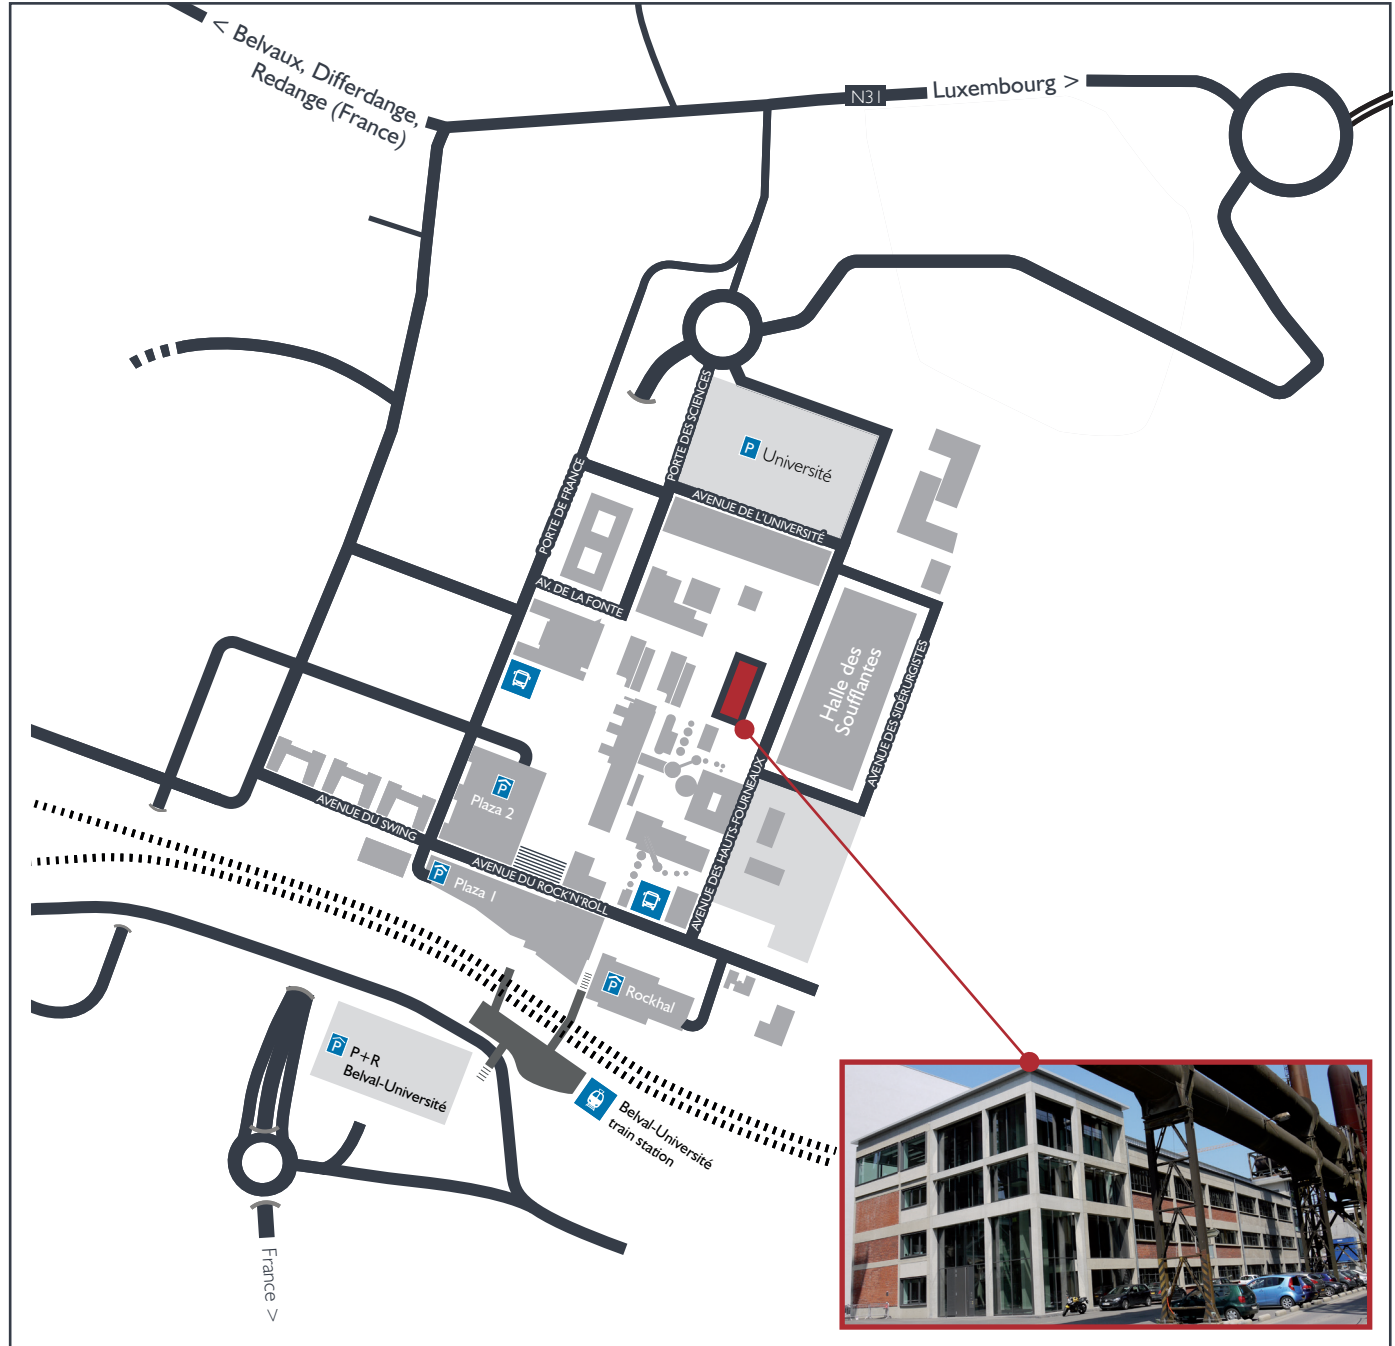 < Belvaux, Differdange,
Redange (France)
N31
Luxembourg >
PORTE DES SCIENCES
P
Université
AVENUE DE L'UNIVERSITÉ
PORTE DE FRANCE
AV. DE LA FONTE
Halle des
Soufflantes
AVENUE DES SIDÉRURGISTES
AVENUE DES HAUTS-FOURNEAUX
P
Plaza 2
AVENUE DU SWING
AVENUE DU ROCK'N'ROLL
P
Plaza 1
P
Rockhal
P
P+R
Belval-Université
Belval-Université
train station
France >